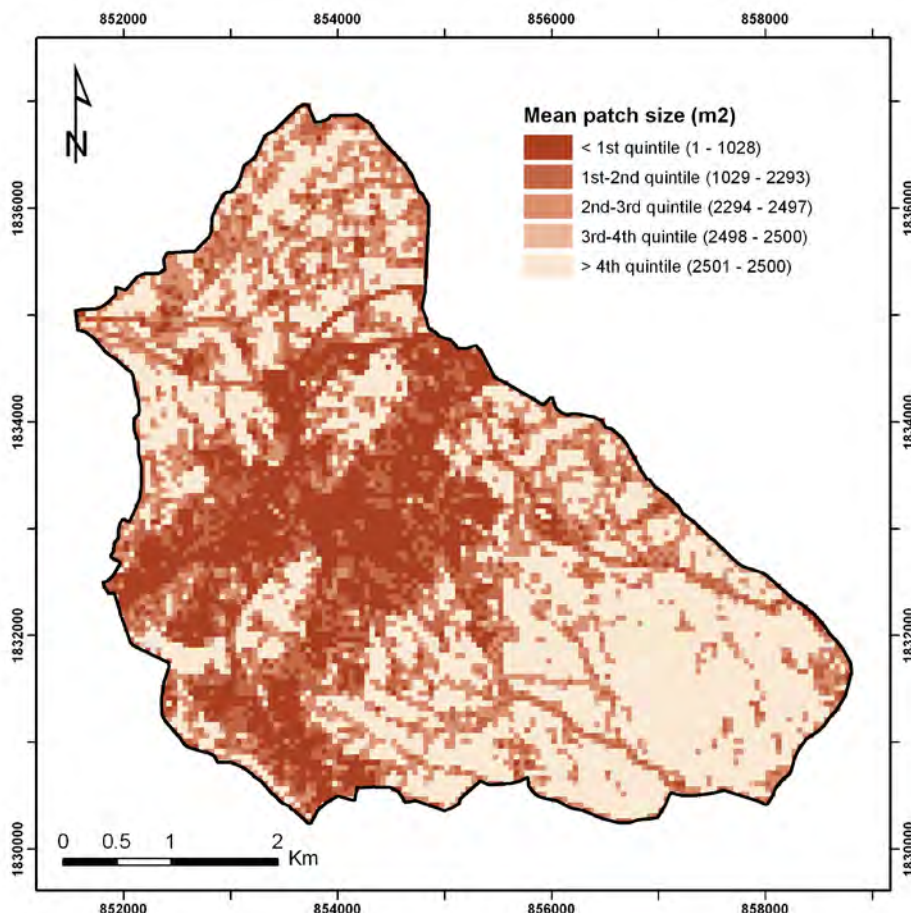 852000 854000 856000 858000
N
Mean patch size (m2)
< 1st quintile (1 - 1028)
1st-2nd quintile (1029 - 2293)
2nd-3rd quintile (2294 - 2497)
3rd-4th quintile (2498 - 2500)
> 4th quintile (2501 - 2500)
1836000 1836000
1834000 1834000
1832000 1832000
1830000 1830000
0 0.5 1 2
Km
852000 854000 856000 858000